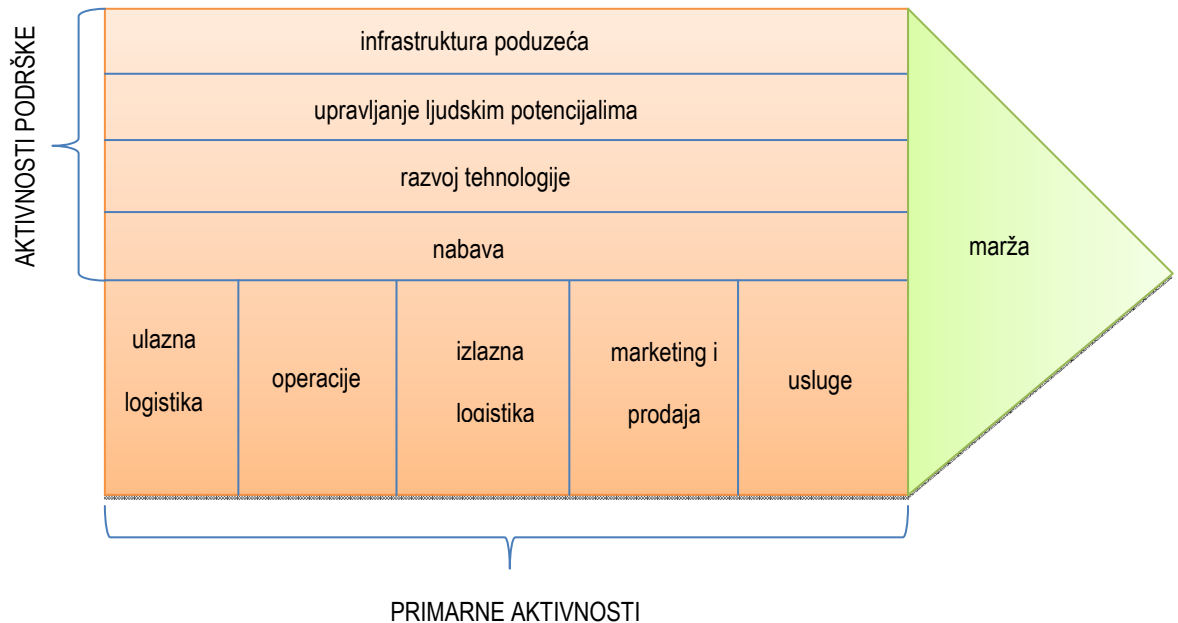 AKTIVNOSTI PODRŠKE
infrastruktura poduzeća
upravljanje ljudskim potencijalima
razvoj tehnologije
nabava
marža
ulazna
logistika
operacije
izlazna
logistika
marketing i
prodaja
usluge
PRIMARNE AKTIVNOSTI